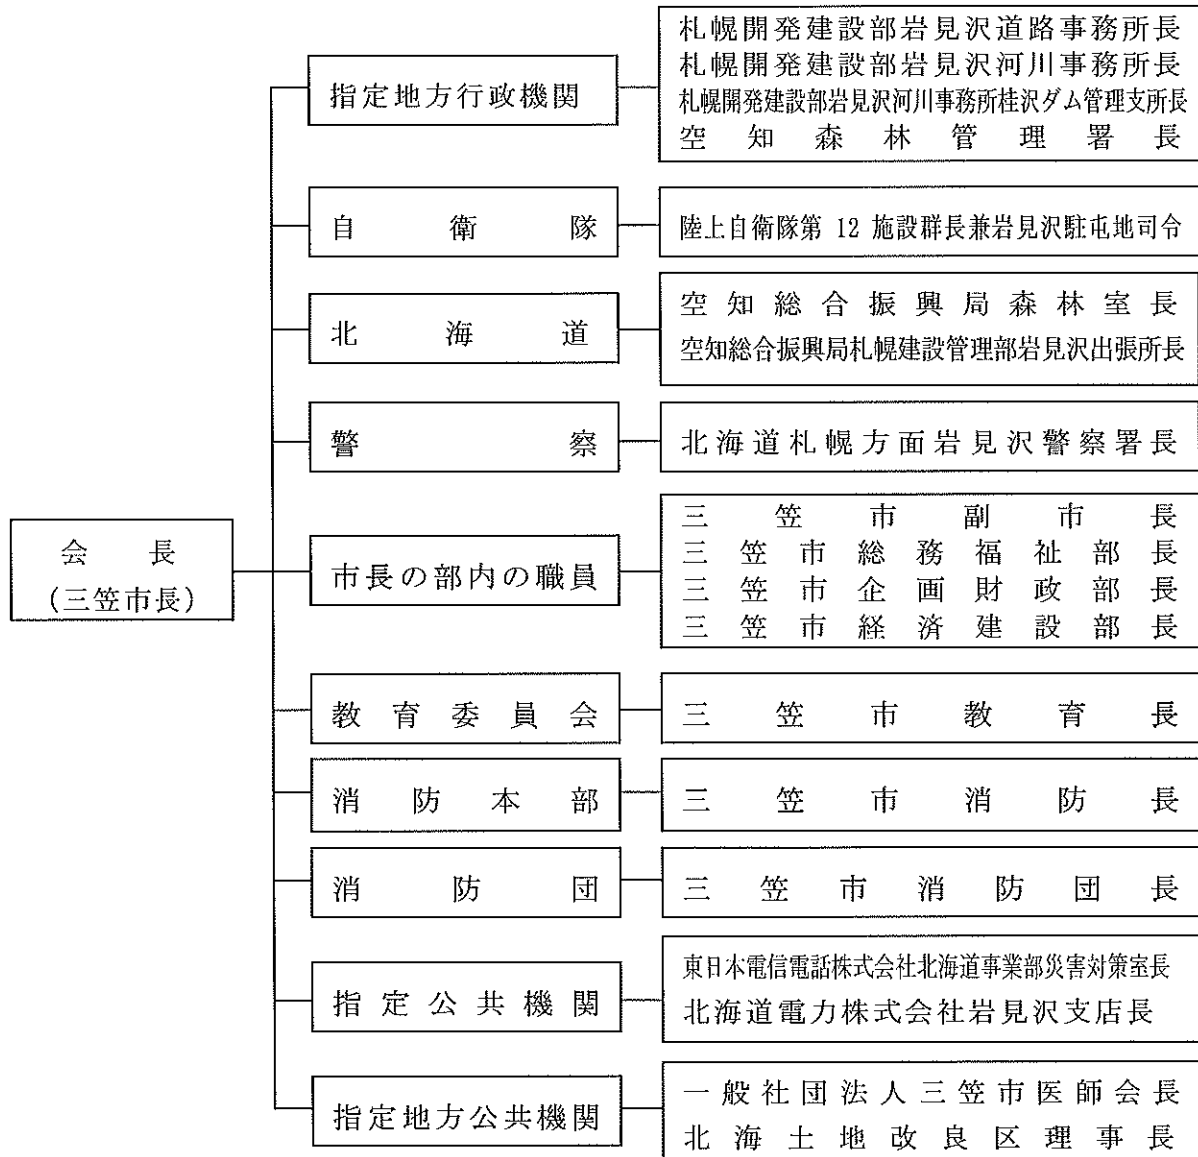 会長
(三笠市長)
指定地方行政機関
札幌開発建設部岩見沢道路事務所長
札幌開発建設部岩見沢河川事務所長
札幌開発建設部岩見沢河川事務所桂沢ダム管理支所長
空知森林管理署長
自衛隊
陸上自衛隊第 12 施設群長兼岩見沢駐屯地司令
北海道
空知総合振興局森林室長
空知総合振興局札幌建設管理部岩見沢出張所長
警察
北海道札幌方面岩見沢警察署長
市長の部内の職員
三笠市副市長
三笠市総務福祉部長
三笠市企画財政部長
三笠市経済建設部長
教育委員会
三笠市教育長
消防本部
三笠市消防長
消防団
三笠市消防団長
指定公共機関
東日本電信電話株式会社北海道事業部災害対策室長
北海道電力株式会社岩見沢支店長
指定地方公共機関
一般社団法人三笠市医師会長
北海土地改良区理事長